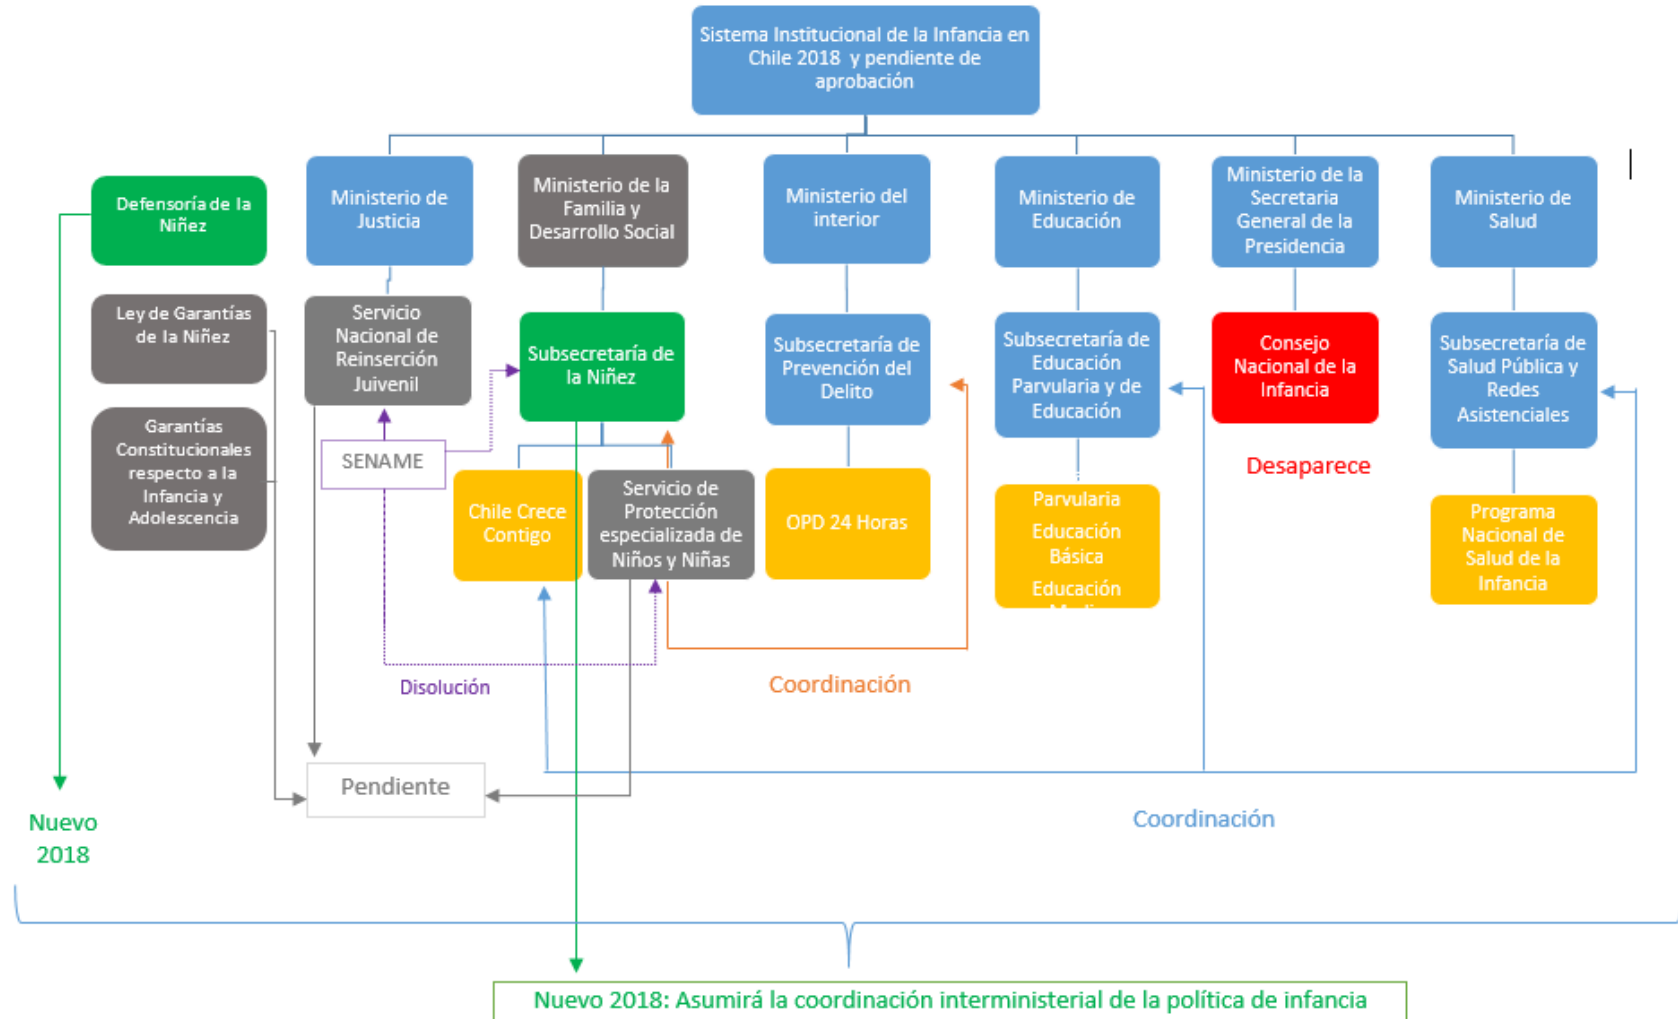 Sistema Institucional de la Infancia en
Chile 2018 y pendiente de
aprobación
Defensoría de la
Niñez
Ministerio de
Justicia
Ministerio de la
Familia y
Desarrollo Social
Ministerio del
interior
Ministerio de
Educación
Ministerio de la
Secretaria
General de la
Presidencia
Ministerio de
Salud
Ley de Garantías
de la Niñez
Servicio
Nacional de
Reinserción
Juivenil
Subsecretaría de
la Niñez
Subsecretaría de
Prevención del
Delito
Subsecretaría de
Educación
Parvularia y de
Educación
Consejo
Nacional de la
Infancia
Subsecretaría de
Salud Pública y
Redes
Asistenciales
Garantías
Constitucionales
respecto a la
Infancia y
Adolescencia
SENAME
Desaparece
Chile Crece
Contigo
Servicio de
Protección
especializada de
Niños y Niñas
OPD 24 Horas
Parvularia
Educación
Básica
Educación
Programa
Nacional de
Salud de la
Infancia
Disolución
Coordinación
Pendiente
Nuevo
2018
Coordinación
Nuevo 2018: Asumirá la coordinación interministerial de la política de infancia